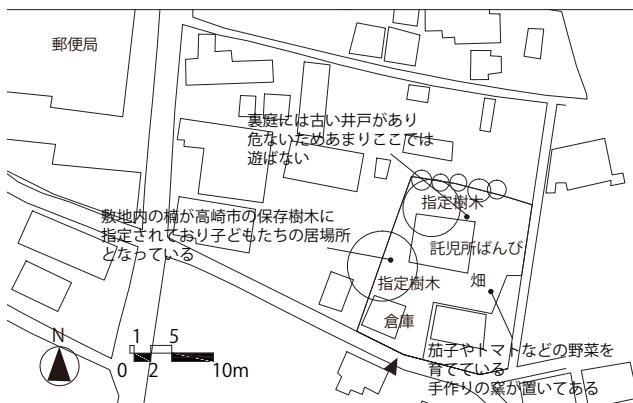 郵便局
裏庭には古い井戸があり
危ないためあまりここでは
遊ばない
指定樹木
敷地内の楠が高崎市の保存樹木に
指定されており子どもたちの居場所
となっている
託児所ばんび
指定樹木
畑
倉庫
茄子やトマトなどの野菜を
育てている
手作りの窯が置いてある
N
1 5
0 2 10m